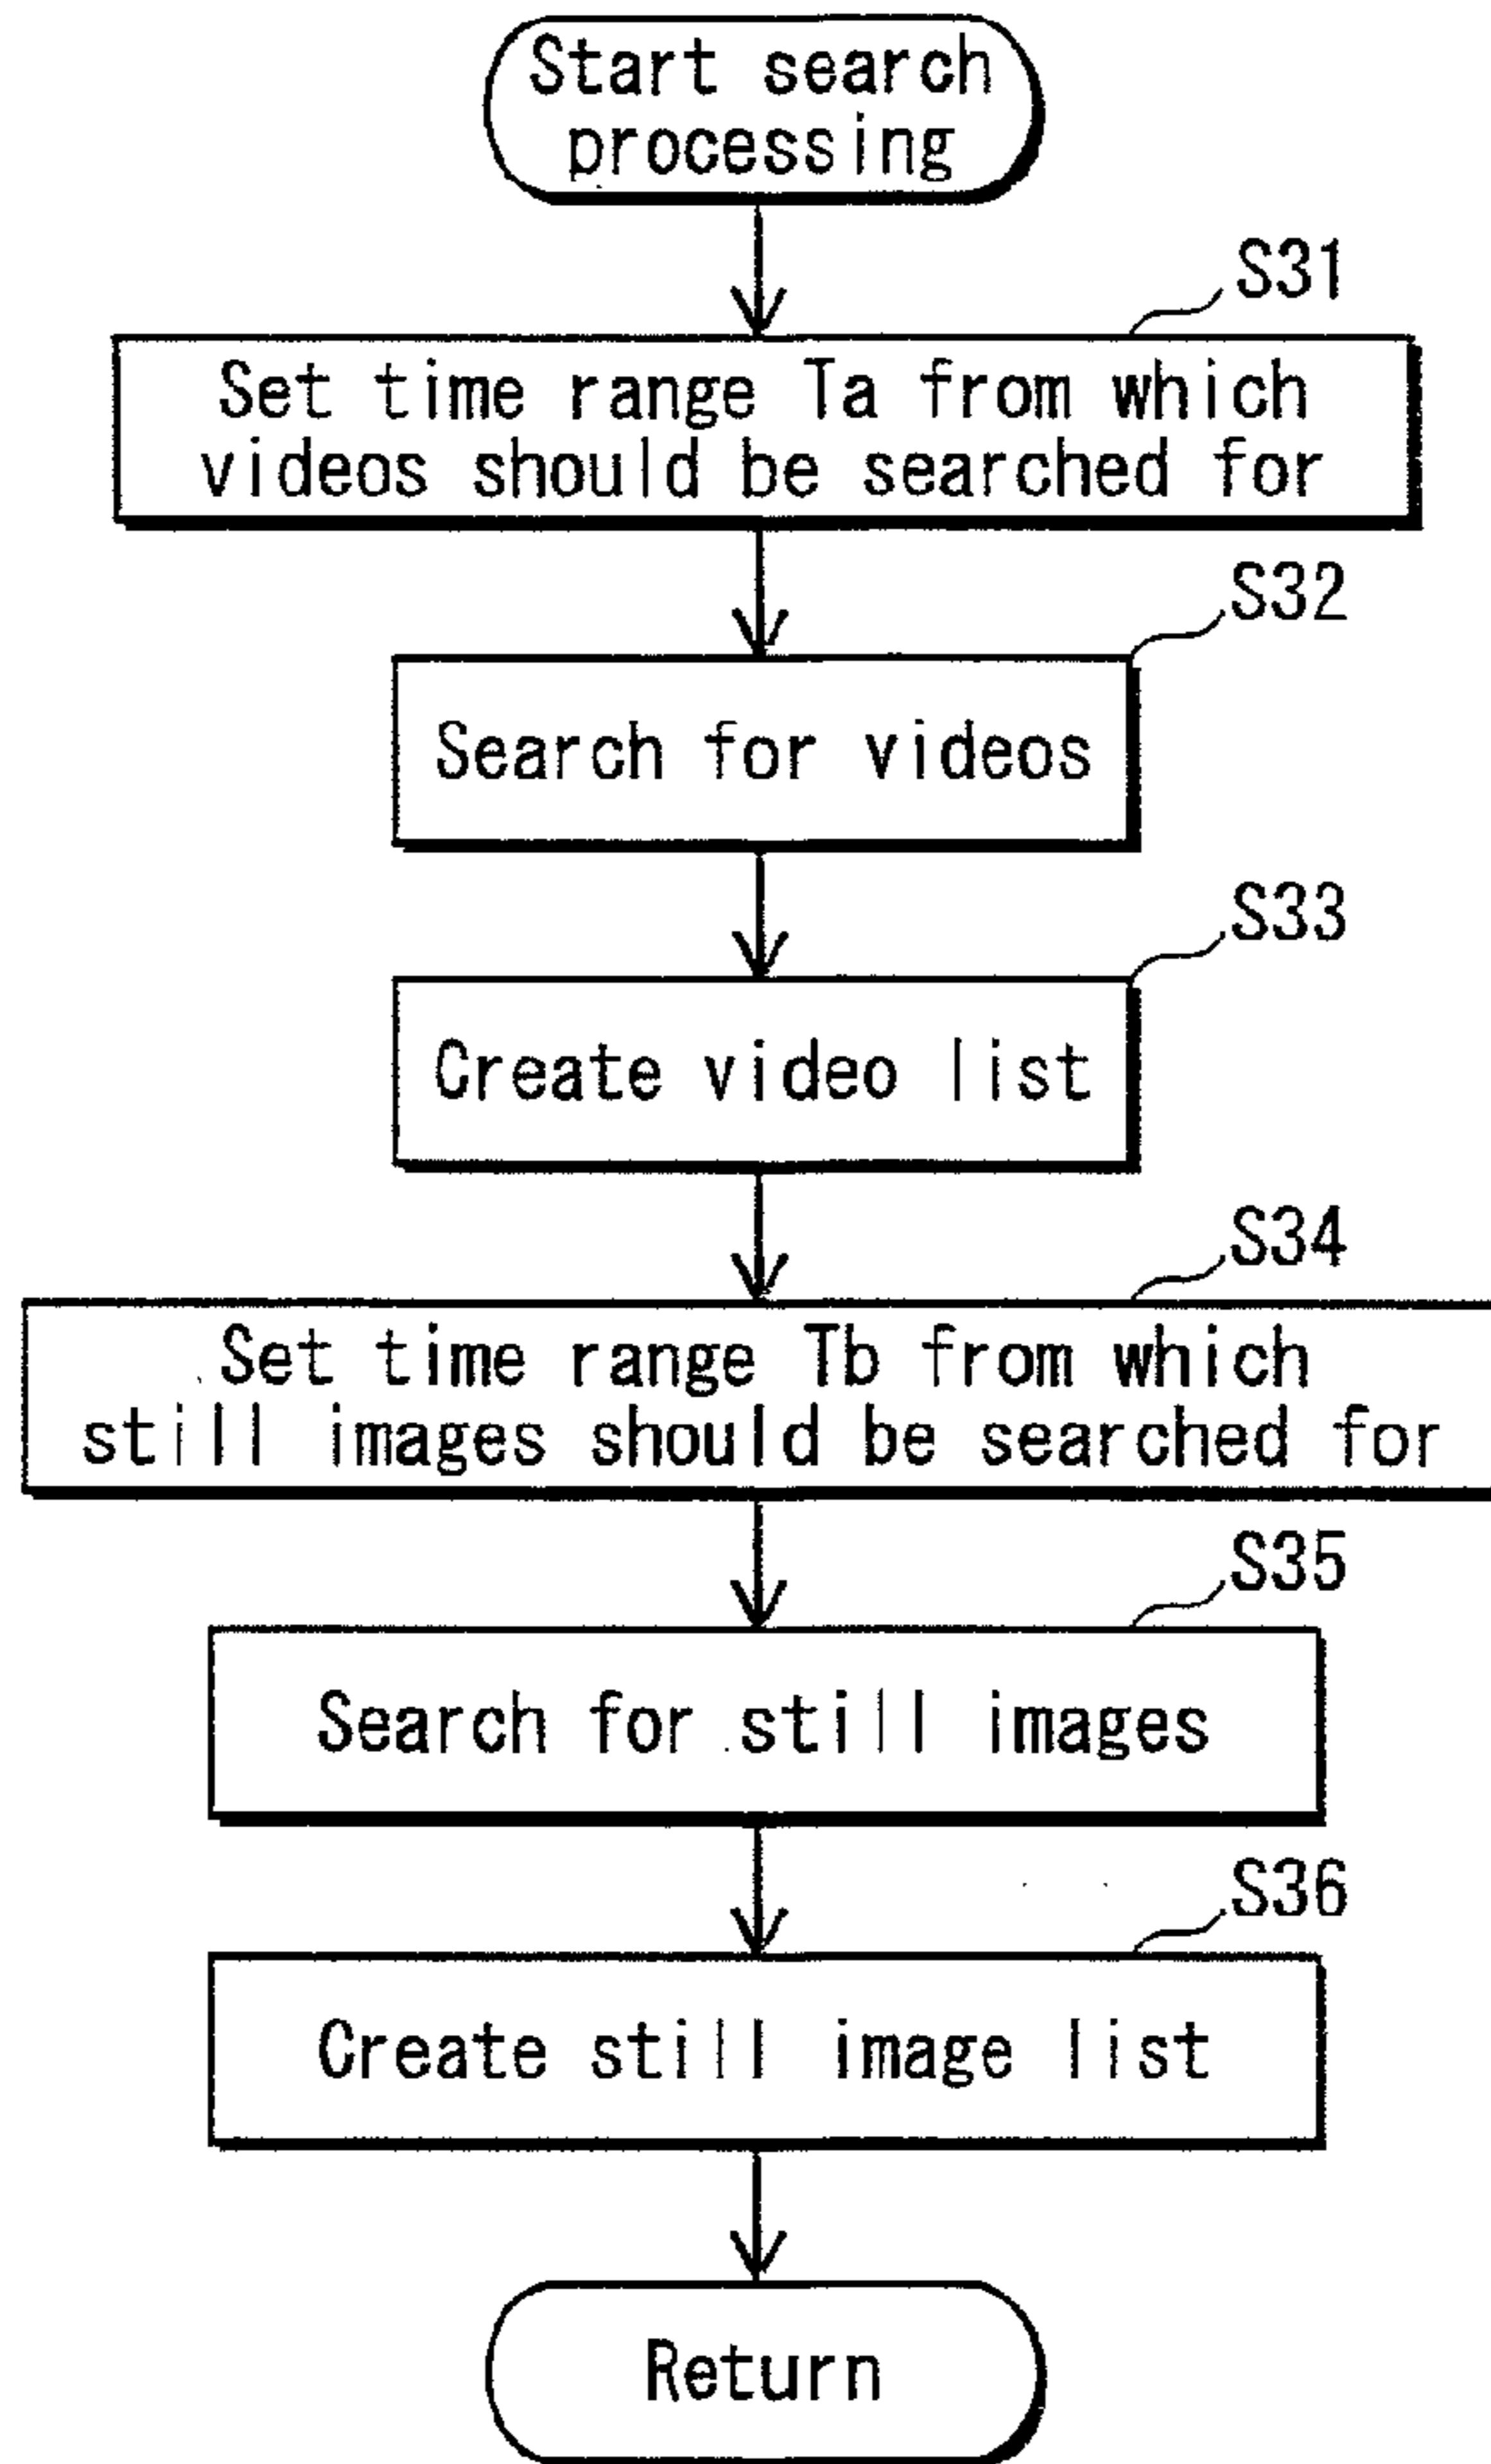 Start search
processing
S31
Set time range Ta from which
videos should be searched for
S32
Search for videos
S33
Create video list
S34
Set time range Tb from which
still images should be searched for
S35
Search for still images
S36
Create still image list
Return